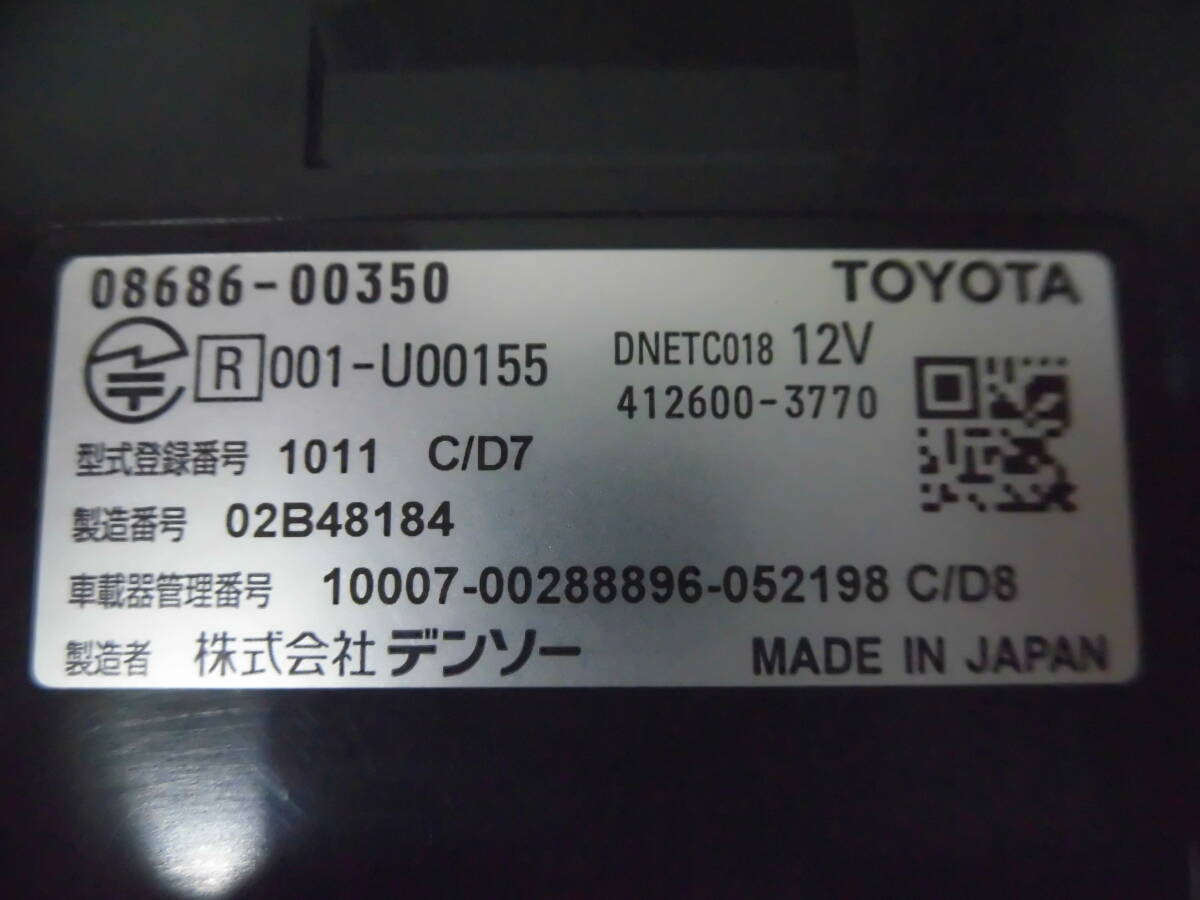 08686-00350 TOYOTA
R 001-U00155 DNETC018 12V
412600-3770
型式登録番号 1011 C/D7
製造番号 02B48184
車載器管理番号 10007-00288896-052198 C/D8
製造者 株式会社デンソー MADE IN JAPAN